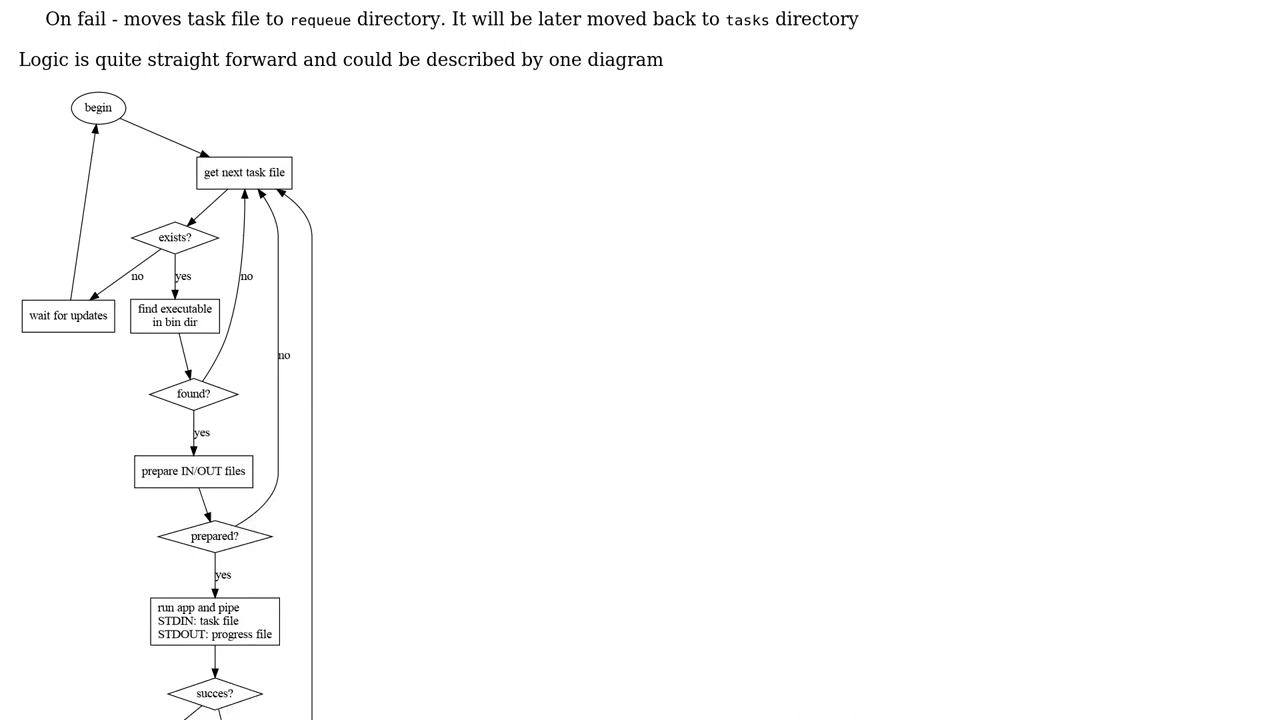 On fail - moves task file to requeue directory. It will be later moved back to tasks directory
Logic is quite straight forward and could be described by one diagram
begin
get next task file
exists?
no
yes
no
wait for updates
find executable
in bin dir
no
found?
yes
prepare IN/OUT files
prepared?
yes
run app and pipe
STDIN: task file
STDOUT: progress file
succes?